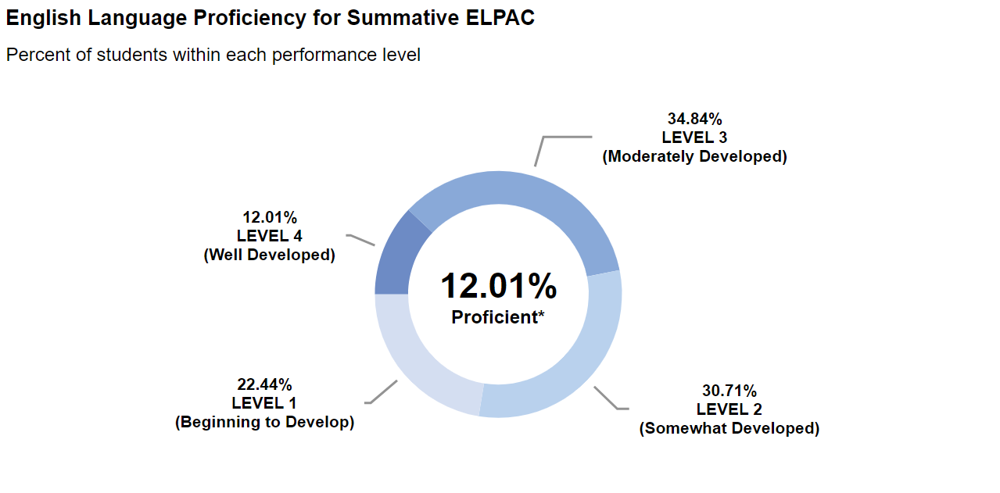 English Language Proficiency for Summative ELPAC
Percent of students within each performance level
34.84%
LEVEL 3
(Moderately Developed)
12.01%
LEVEL 4
(Well Developed)
12.01%
Proficient*
22.44%
LEVEL 1
(Beginning to Develop)
30.71%
LEVEL 2
(Somewhat Developed)